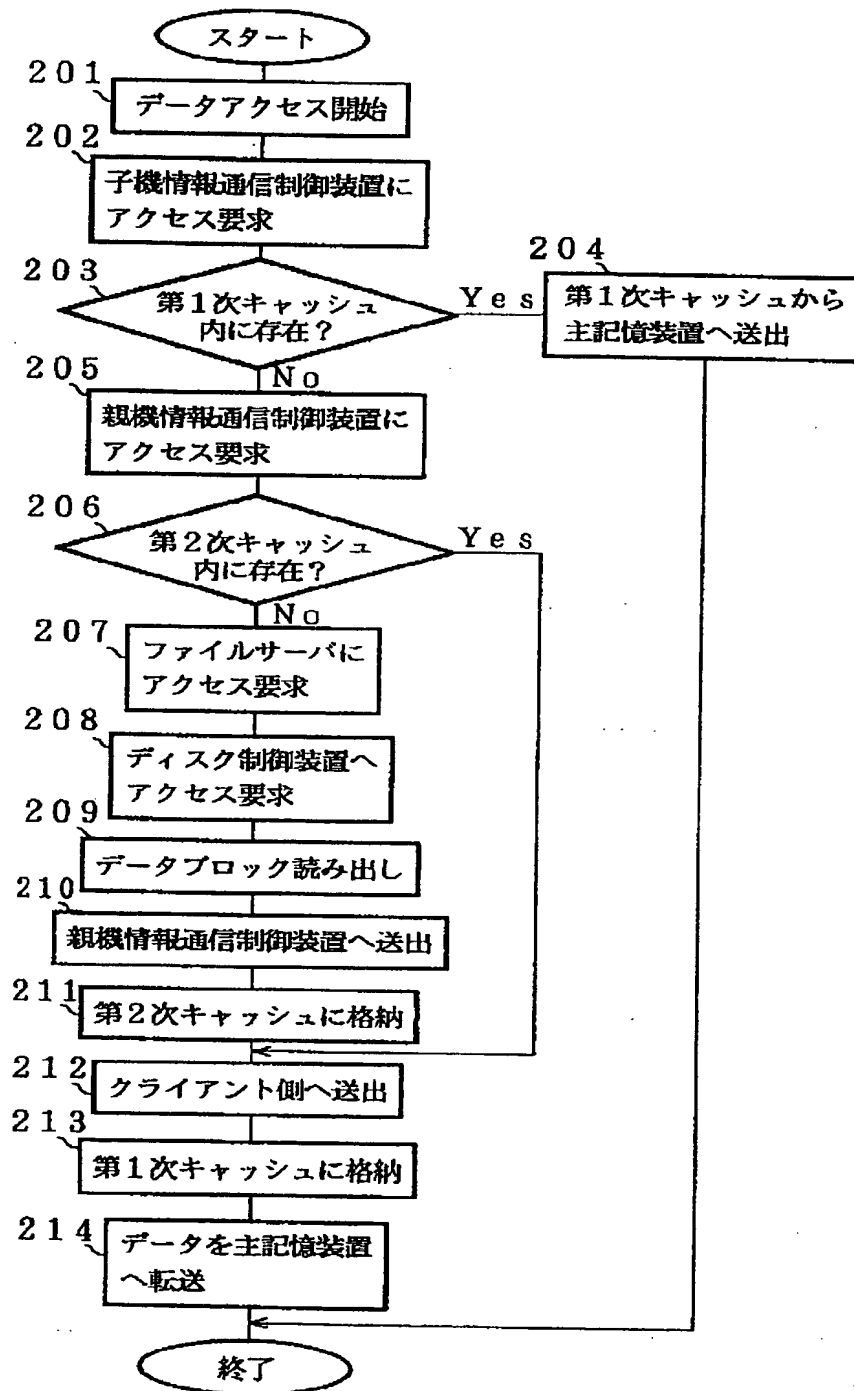 スタート
201
データアクセス開始
202
子機情報通信制御装置に
アクセス要求
203
第1次キャッシュ
内に存在?
Yes
204
第1次キャッシュから
主記憶装置へ送出
No
205
親機情報通信制御装置に
アクセス要求
206
第2次キャッシュ
内に存在?
Yes
No
207
ファイルサーバに
アクセス要求
208
ディスク制御装置へ
アクセス要求
209
データブロック読み出し
210
親機情報通信制御装置へ送出
211
第2次キャッシュに格納
212
クライアント側へ送出
213
第1次キャッシュに格納
214
データを主記憶装置
へ転送
終了